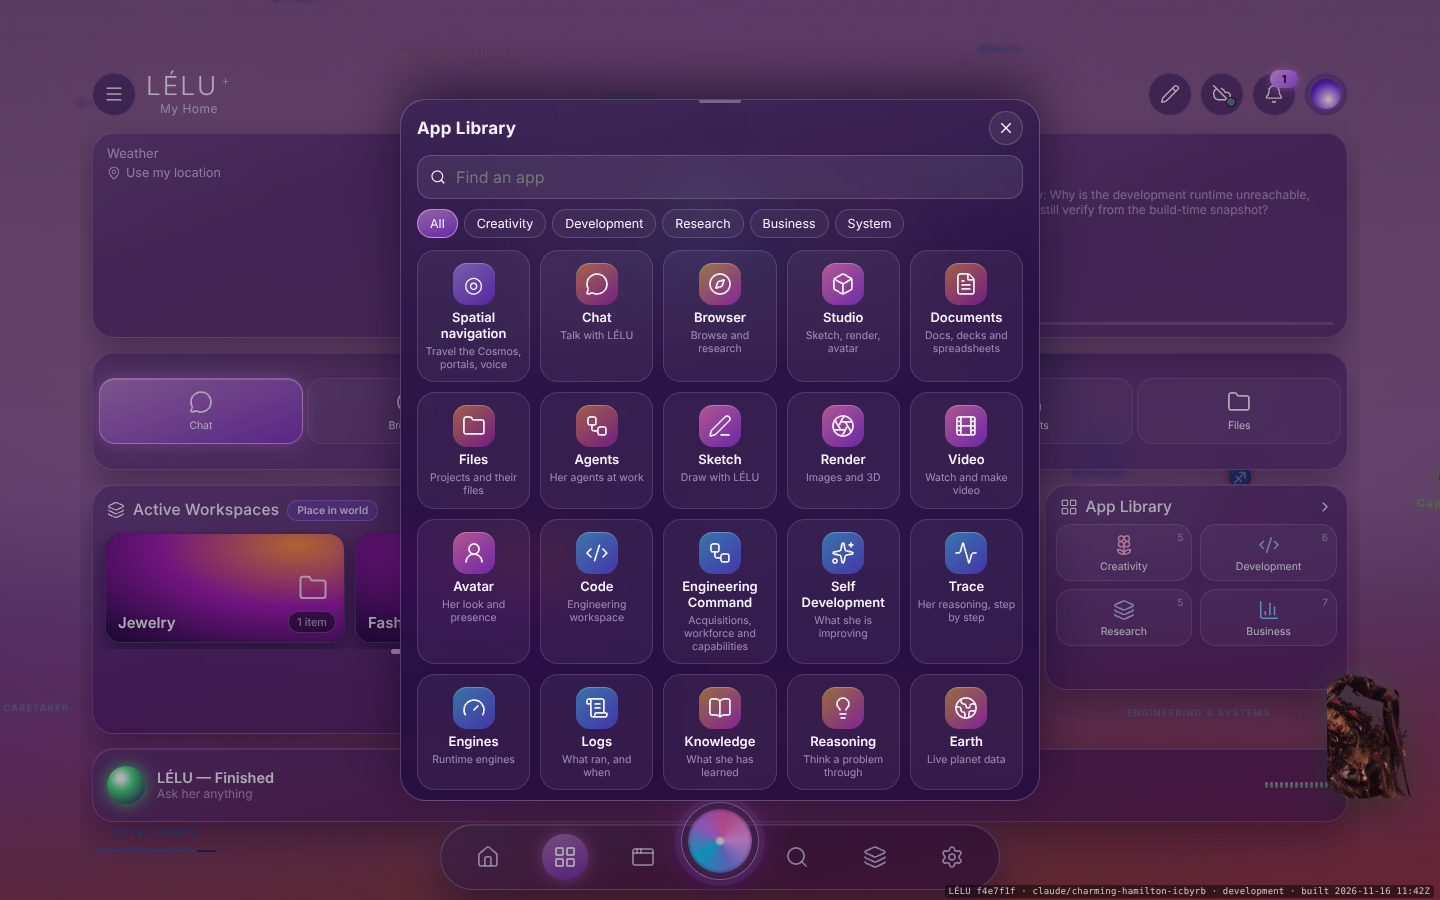 LÉLU +
My Home
1
Weather
Use my location
y: Why is the development runtime unreachable,
still verify from the build-time snapshot?
App Library
Find an app
All
Creativity
Development
Research
Business
System
Spatial
navigation
Travel the Cosmos,
portals, voice
Chat
Talk with LÉLU
Browser
Browse and
research
Studio
Sketch, render,
avatar
Documents
Docs, decks and
spreadsheets
Files
Projects and their
files
Agents
Her agents at work
Sketch
Draw with LÉLU
Render
Images and 3D
Video
Watch and make
video
Avatar
Her look and
presence
Code
Engineering
workspace
Engineering
Command
Acquisitions,
workforce and
capabilities
Self
Development
What she is
improving
Trace
Her reasoning, step
by step
Engines
Runtime engines
Logs
What ran, and
when
Knowledge
What she has
learned
Reasoning
Think a problem
through
Earth
Live planet data
Chat
Br
ts
Files
Active Workspaces
Place in world
Jewelry
1 item
Fash
App Library
Creativity
5
Development
6
Research
5
Business
7
CARETAKER
ENGINEERING & SYSTEMS
Cap
LÉLU — Finished
Ask her anything
LÉLU f4e7f1f · claude/charming-hamilton-icbyrb · development · built 2026-11-16 11:42Z